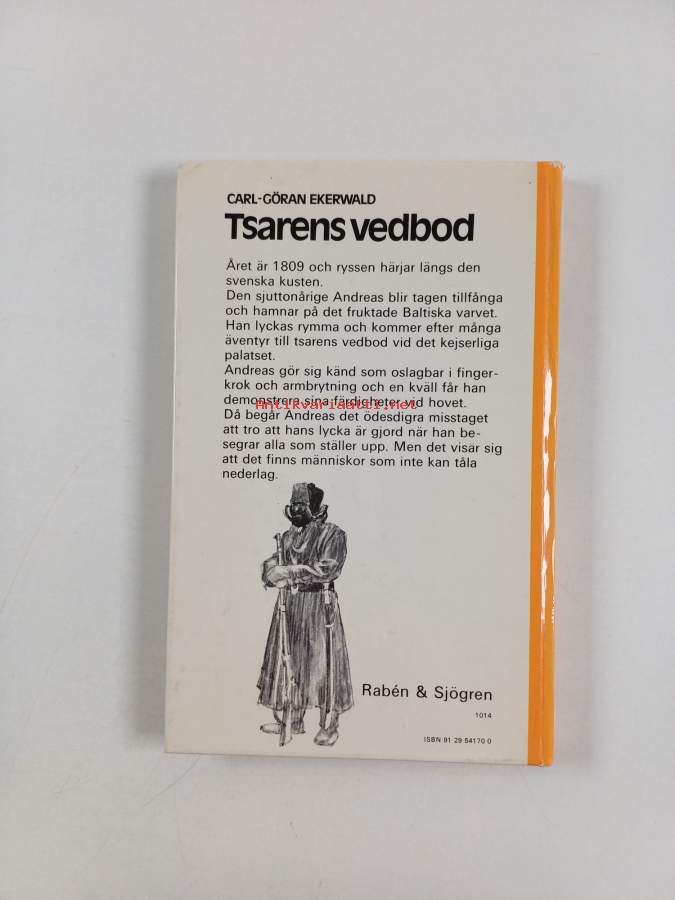 CARL-GÖRAN EKERWALD
Tsarens vedbod
Året är 1809 och ryssen härjar längs den
svenska kusten.
Den sjuttonårige Andreas blir tagen tillfånga
och hamnar på det fruktade Baltiska varvet.
Han lyckas rymma och kommer efter många
äventyr till tsarens vedbod vid det kejserliga
palatset.
Andreas gör sig känd som oslagbar i finger-
krok och armbrytning och en kväll får han
demonstrera sina färdigheter vid hovet.
Antikvariaatti.net
Då begår Andreas det ödesdigra misstaget
att tro att hans lycka är gjord när han be-
segrar alla som ställer upp. Men det visar sig
att det finns människor som inte kan tåla
nederlag.
Rabén & Sjögren
1014
ISBN 91 29 54170 0